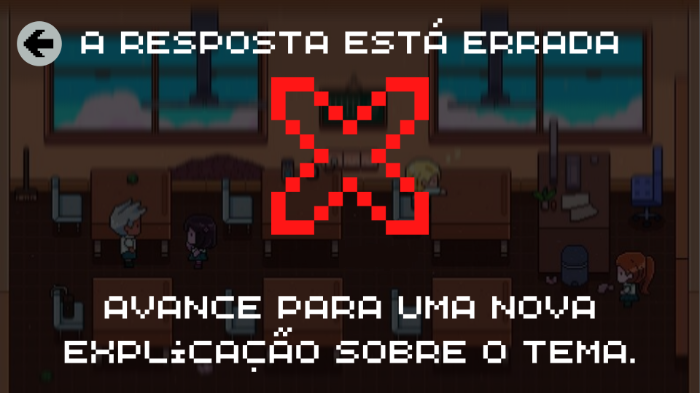 A RESPOSTA ESTÁ ERRADA
AVANCE PARA UMA NOVA
EXPLiCAÇÃO SOBRE O TEMA.